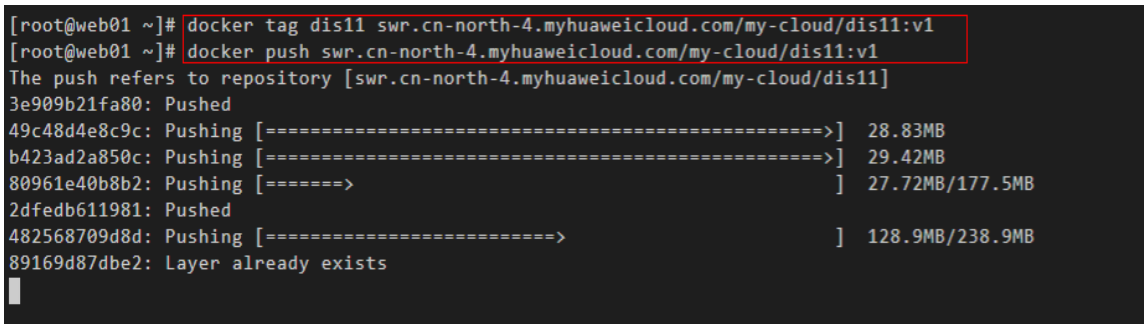 [root@web01 ~]# docker tag dis11 swr.cn-north-4.myhuaweicloud.com/my-cloud/dis11:v1
[root@web01 ~]# docker push swr.cn-north-4.myhuaweicloud.com/my-cloud/dis11:v1
The push refers to repository [swr.cn-north-4.myhuaweicloud.com/my-cloud/dis11]
3e909b21fa80: Pushed
49c48d4e8c9c: Pushing [==================================================>]  28.83MB
b423ad2a850c: Pushing [==================================================>]  29.42MB
80961e40b8b2: Pushing [=======>                                           ]  27.72MB/177.5MB
2dfedb611981: Pushed
482568709d8d: Pushing [==========================>                        ]  128.9MB/238.9MB
89169d87dbe2: Layer already exists